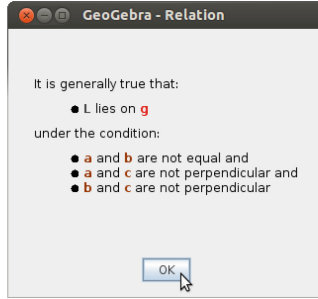 GeoGebra - Relation
It is generally true that:
L lies on g
under the condition:
a and b are not equal and
a and c are not perpendicular and
b and c are not perpendicular
OK